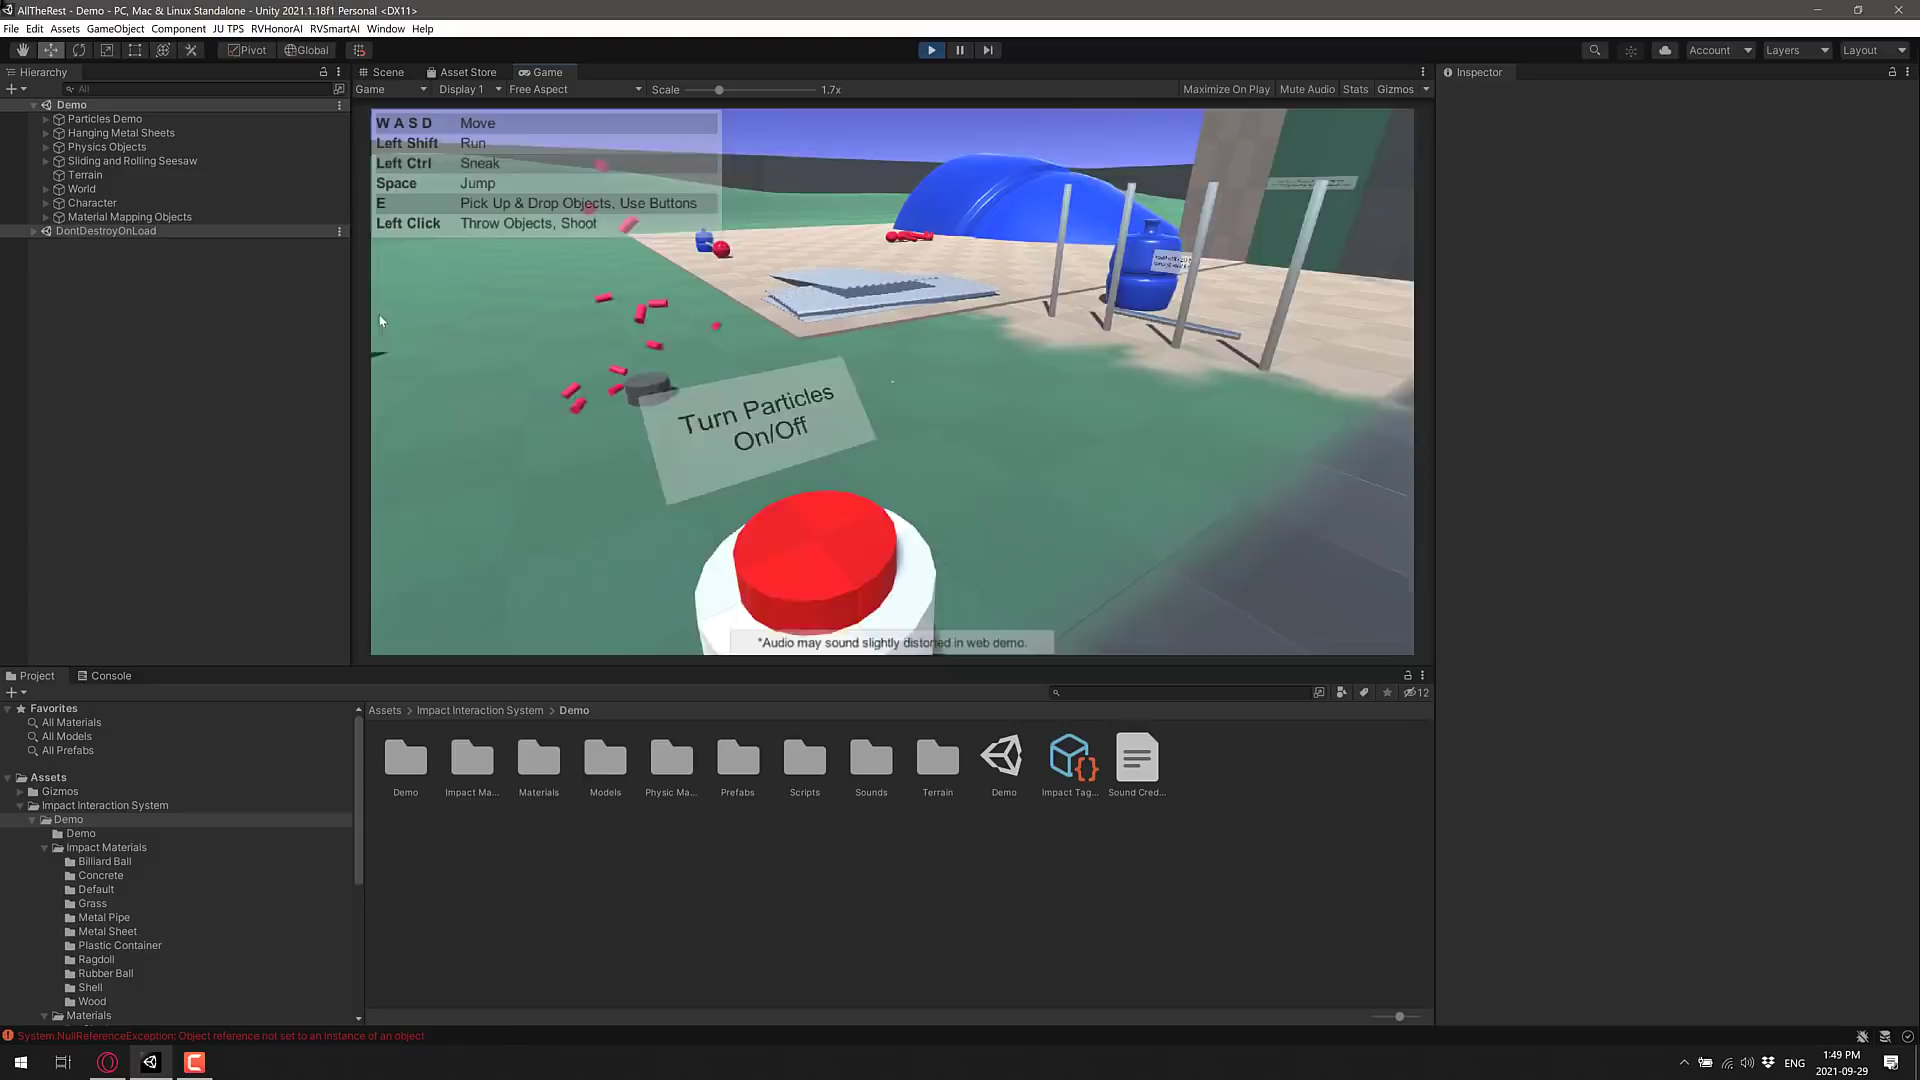 AllTheRest - Demo - PC, Mac & Linux Standalone - Unity 2021.1.18f1 Personal <DX11>
File Edit Assets GameObject Component JU TPS RVHonorAI RVSmartAI Window Help
Pivot Global Account Layers Layout
Hierarchy Scene Asset Store Game Inspector
All Game Display 1 Free Aspect Scale 1.7x Maximize On Play Mute Audio Stats Gizmos
Demo
Particles Demo
Hanging Metal Sheets
Physics Objects
Sliding and Rolling Seesaw
Terrain
World
Character
Material Mapping Objects
DontDestroyOnLoad
W A S D Move
Left Shift Run
Left Ctrl Sneak
Space Jump
E Pick Up & Drop Objects, Use Buttons
Left Click Throw Objects, Shoot
Turn Particles
On/Off
*Audio may sound slightly distorted in web demo.
Project Console
12
Favorites
All Materials
All Models
All Prefabs
Assets
Gizmos
Impact Interaction System
Demo
Demo
Impact Materials
Billiard Ball
Concrete
Default
Grass
Metal Pipe
Metal Sheet
Plastic Container
Ragdoll
Rubber Ball
Shell
Wood
Materials
Assets > Impact Interaction System > Demo
Demo Impact Ma... Materials Models Physic Ma... Prefabs Scripts Sounds Terrain Demo Impact Tag... Sound Cred...
System.NullReferenceException: Object reference not set to an instance of an object
ENG
1:49 PM
2021-09-29